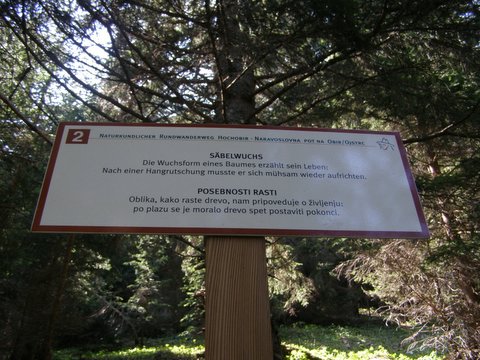 2
Naturkundlicher Rundwanderweg Hochobir - Naravoslovna pot na Obir/Ojstrc
SÄBELWUCHS
Die Wuchsform eines Baumes erzählt sein Leben:
Nach einer Hangrutschung musste er sich mühsam wieder aufrichten.
POSEBNOSTI RASTI
Oblika, kako raste drevo, nam pripoveduje o življenju:
po plazu se je moralo drevo spet postaviti pokonci.